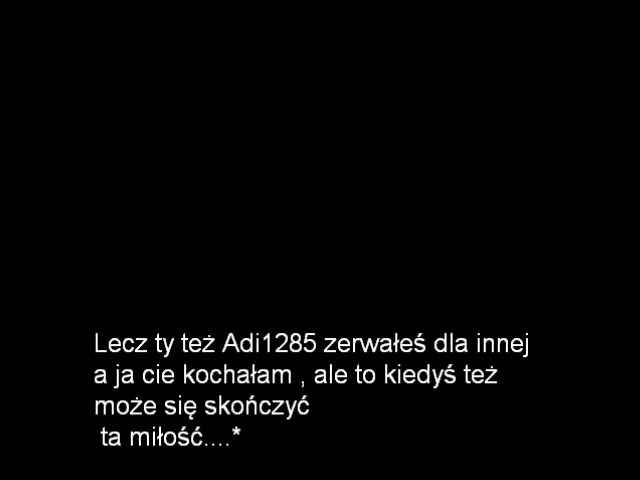 Lecz ty też Adi1285 zerwałeś dla innej
a ja cie kochałam , ale to kiedyś też
może się skończyć
ta miłość....*